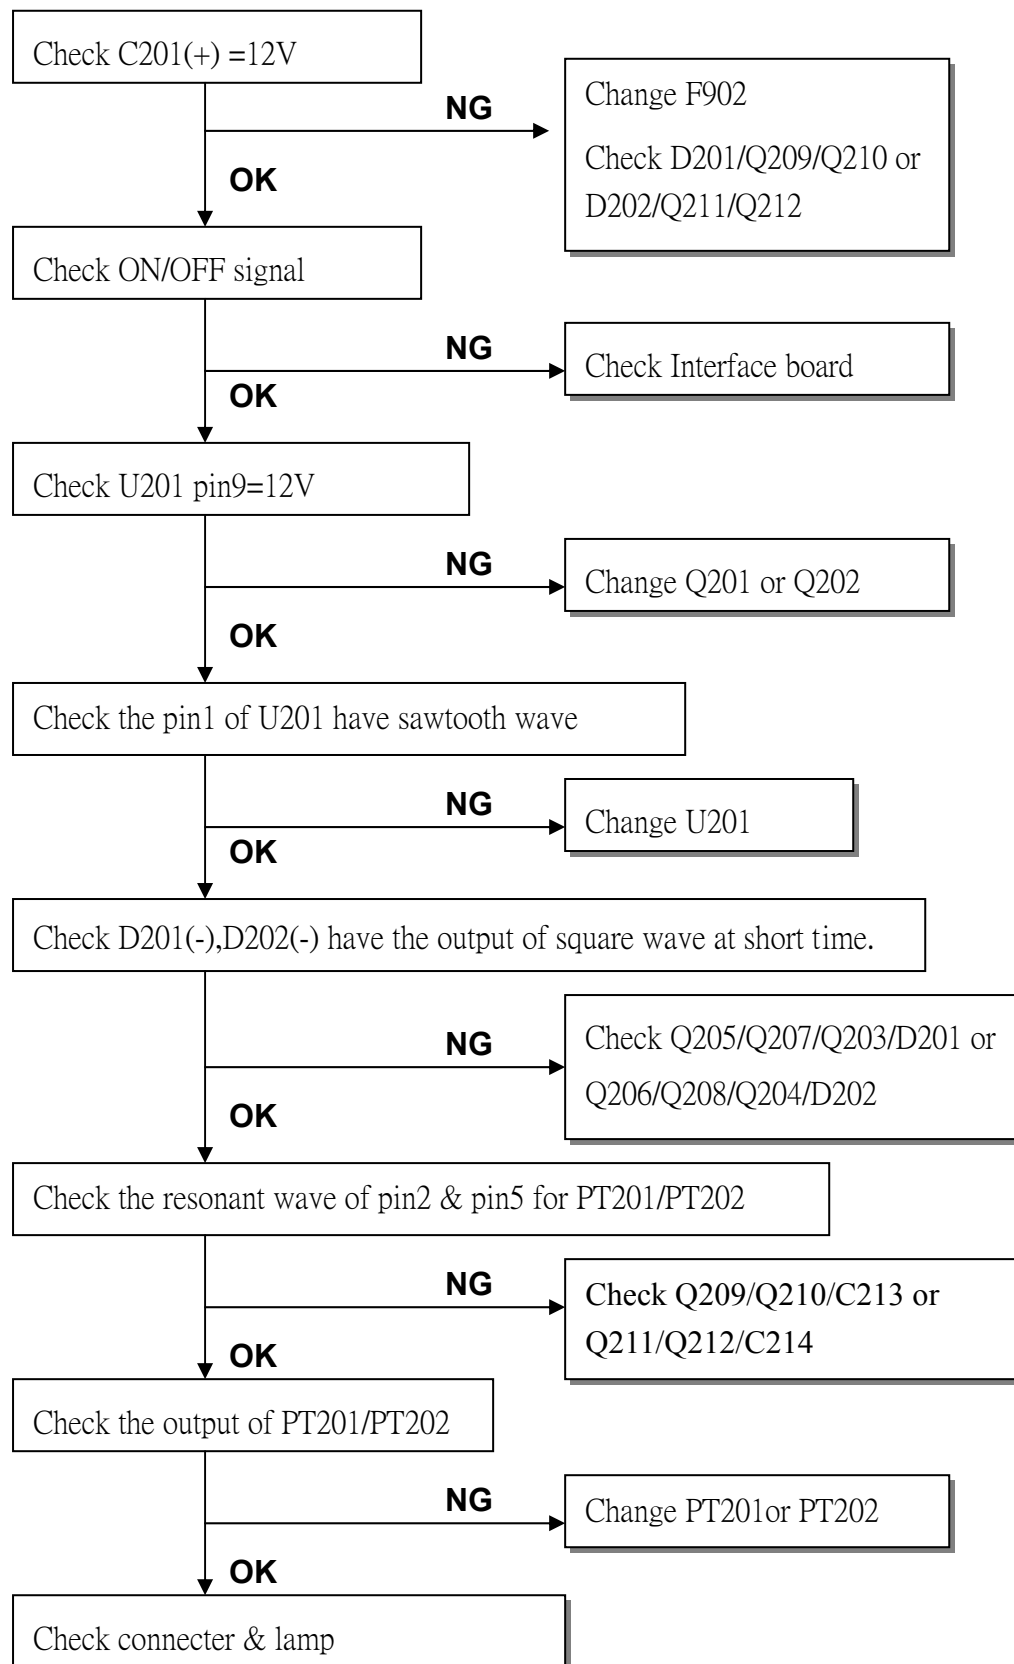 Check C201(+) =12V
NG
Change F902
Check D201/Q209/Q210 or
D202/Q211/Q212
OK
Check ON/OFF signal
NG
Check Interface board
OK
Check U201 pin9=12V
NG
Change Q201 or Q202
OK
Check the pin1 of U201 have sawtooth wave
NG
Change U201
OK
Check D201(-),D202(-) have the output of square wave at short time.
NG
Check Q205/Q207/Q203/D201 or
Q206/Q208/Q204/D202
OK
Check the resonant wave of pin2 & pin5 for PT201/PT202
NG
Check Q209/Q210/C213 or
Q211/Q212/C214
OK
Check the output of PT201/PT202
NG
Change PT201or PT202
OK
Check connecter & lamp